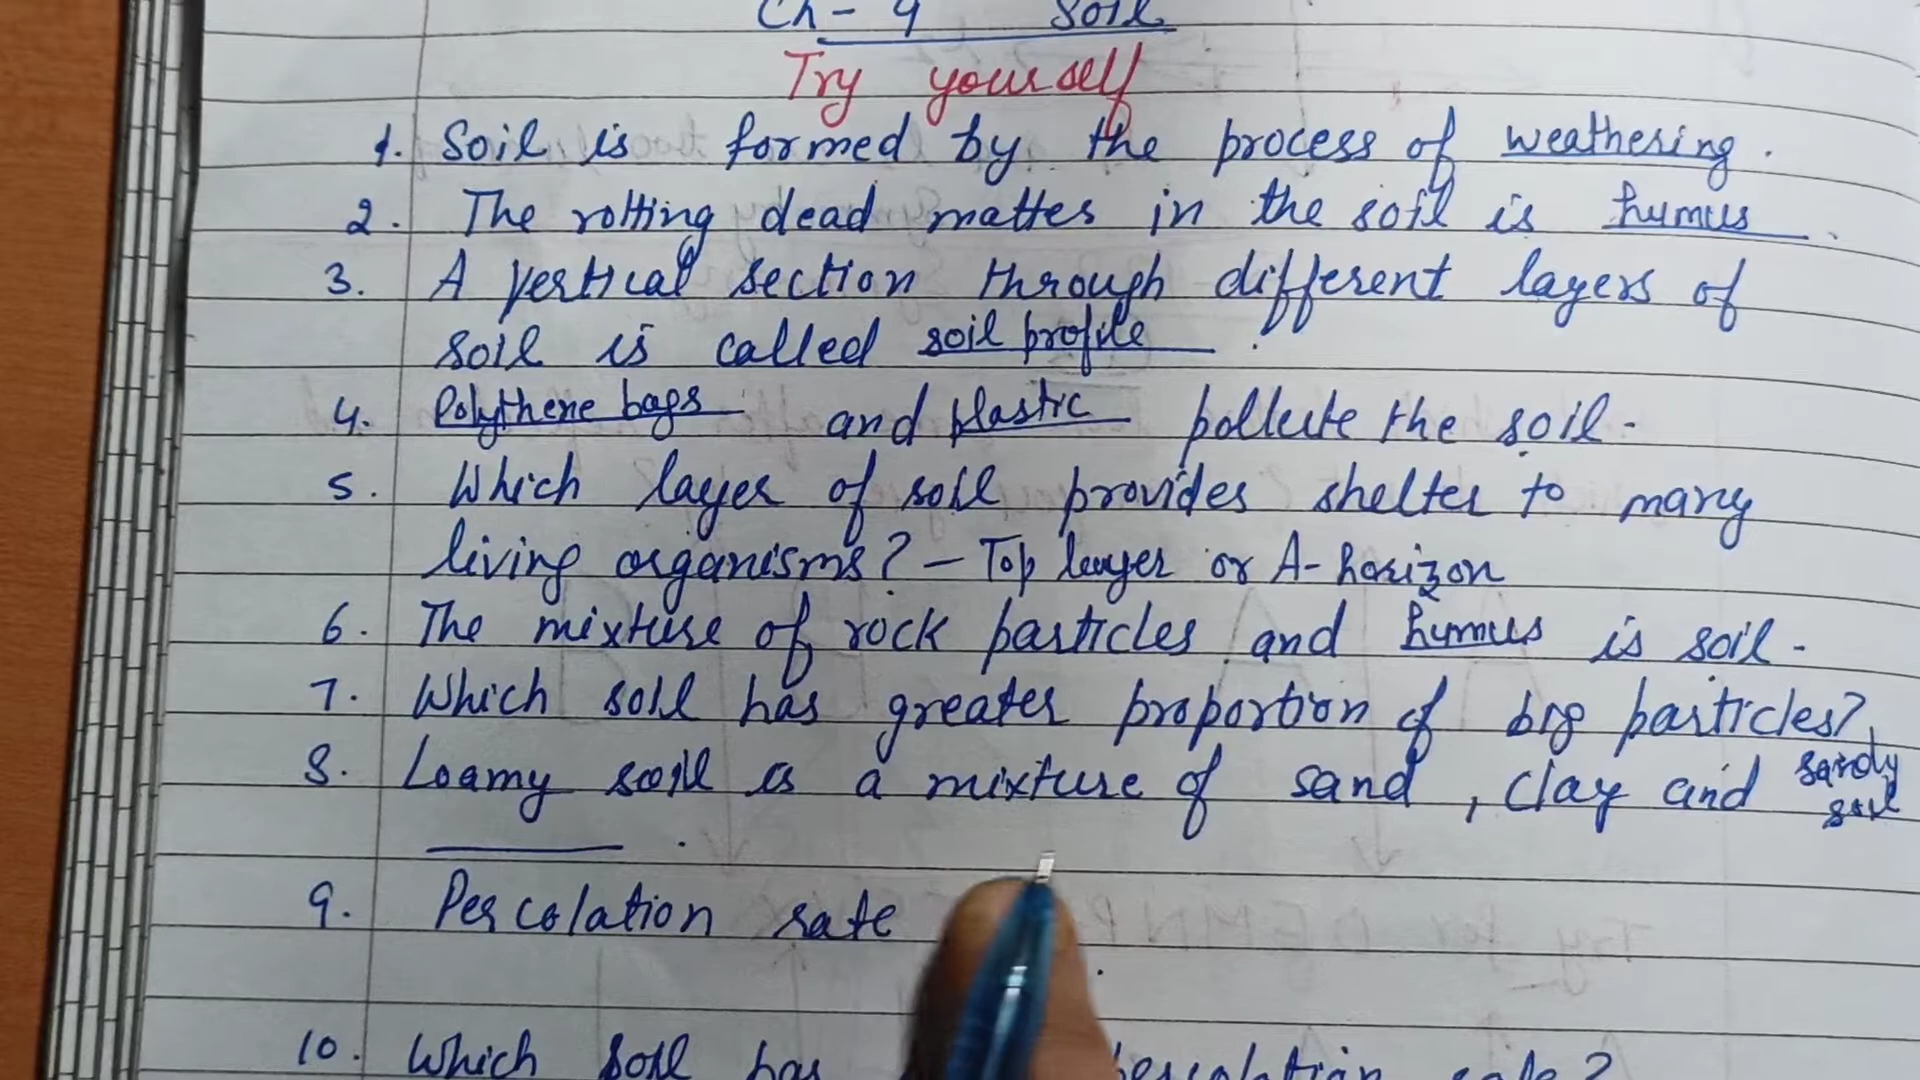 Ch - 9 Soil
Try yourself
1. Soil is formed by the process of weathering.
2. The rotting dead matter in the soil is humus.
3. A vertical section through different layers of
soil is called soil profile.
4. Polythene bags and plastic pollute the soil.
5. Which layer of soil provides shelter to many
living organisms? - Top layer or A-horizon
6. The mixture of rock particles and humus is soil.
7. Which soil has greater proportion of big particles?
sandy soil
8. Loamy soil is a mixture of sand, clay and
______.
9. Percolation rate
10. Which soil has percolation rate?